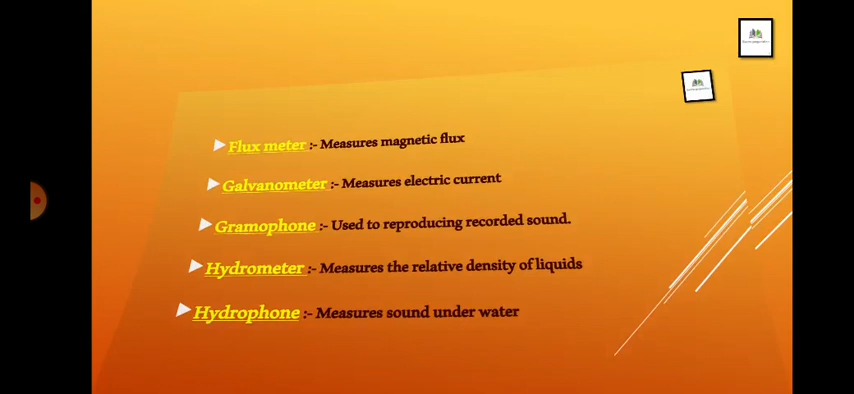 Flux meter :- Measures magnetic flux
Galvanometer :- Measures electric current
Gramophone :- Used to reproducing recorded sound.
Hydrometer :- Measures the relative density of liquids
Hydrophone :- Measures sound under water